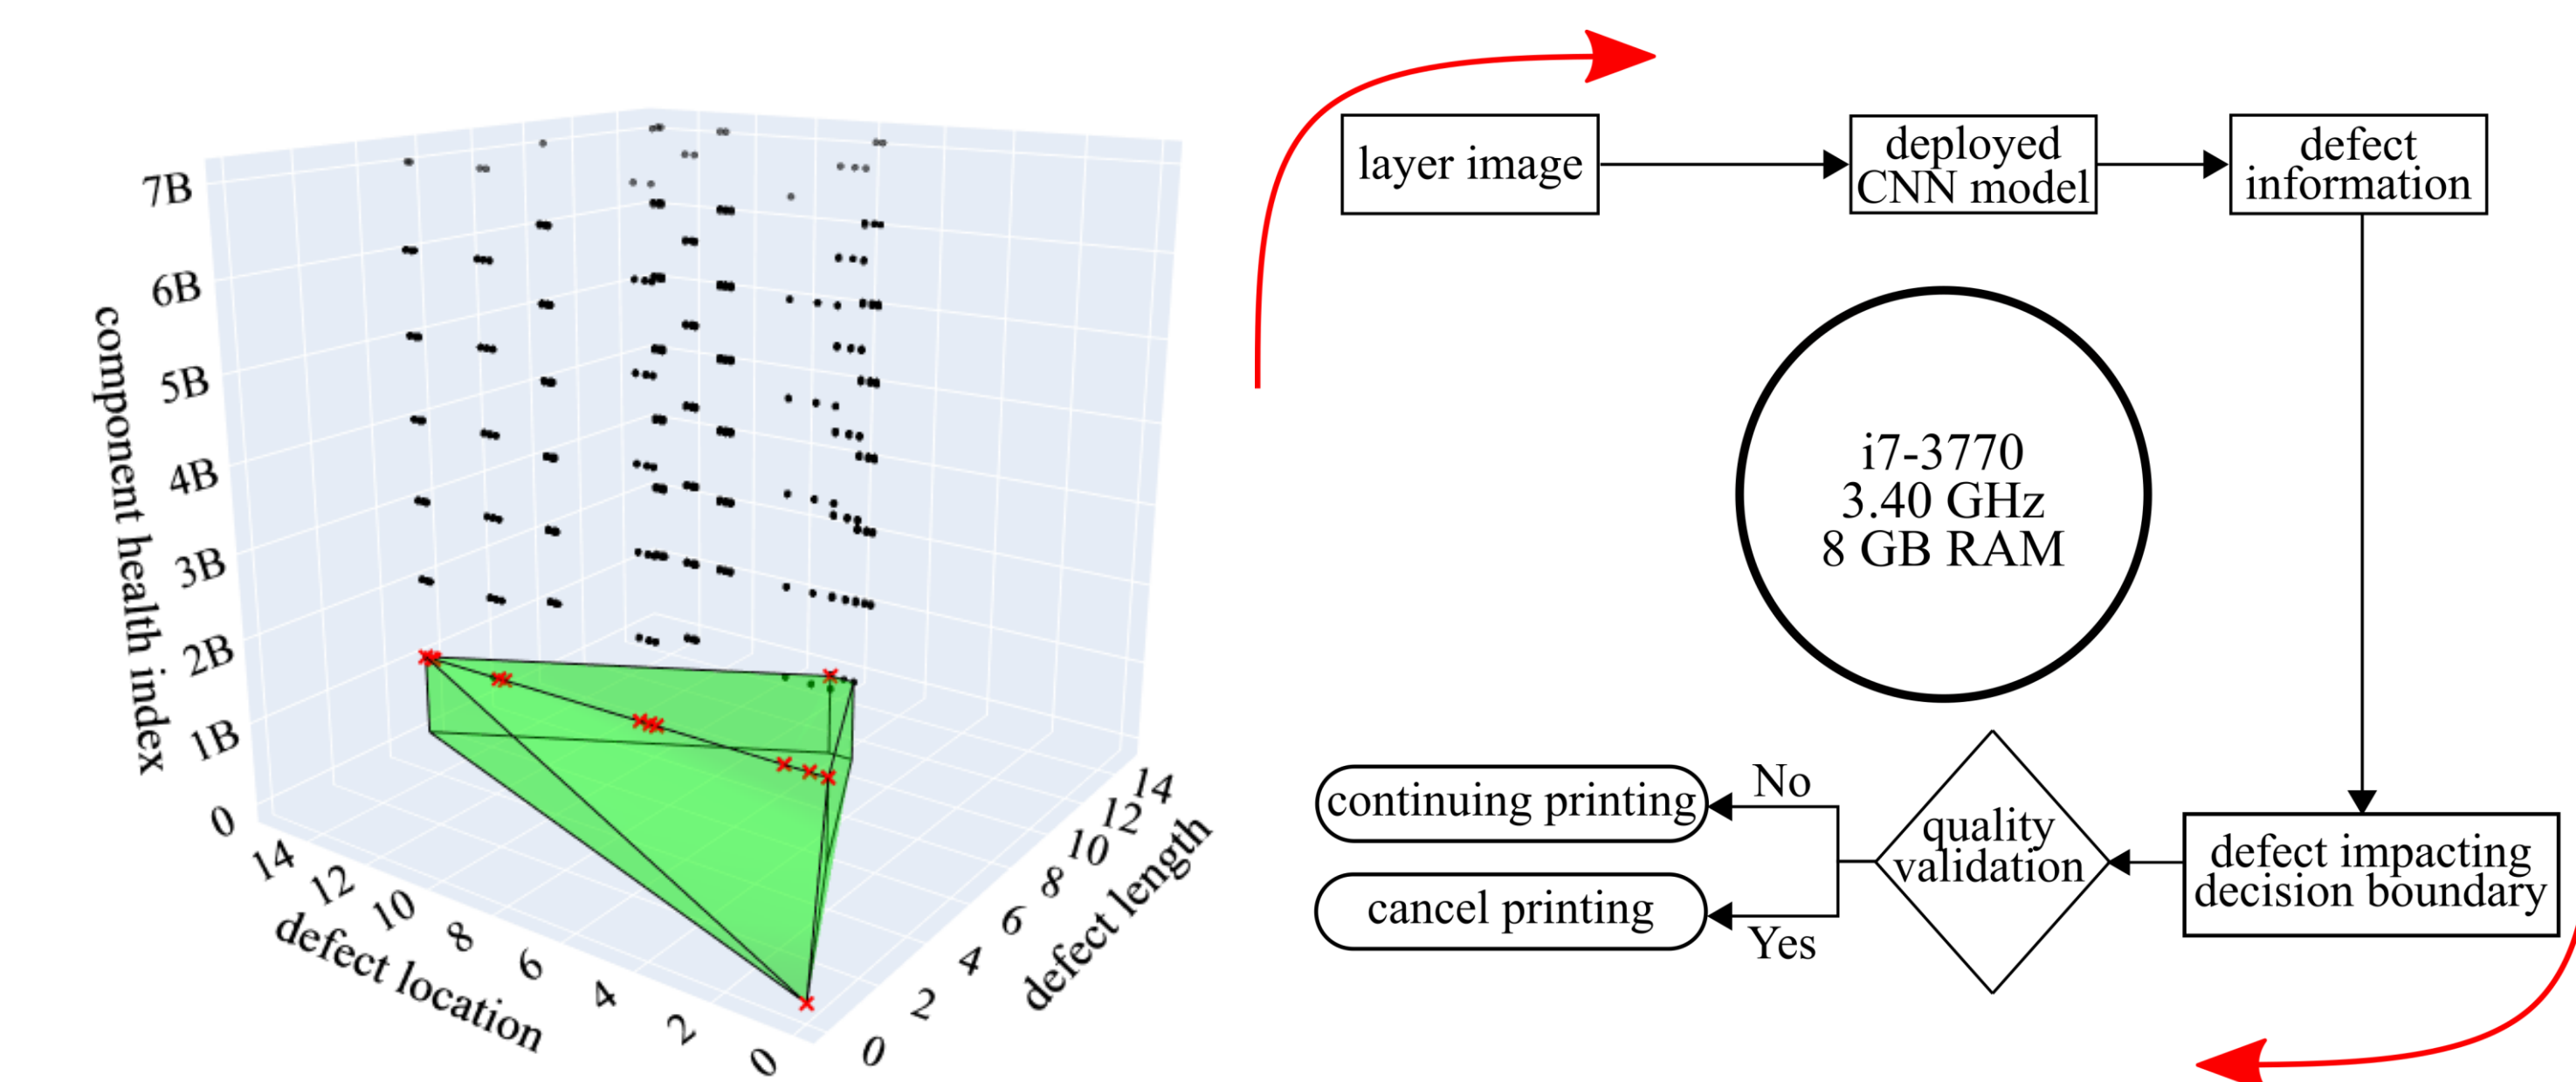 7B
6B
5B
4B
3B
2B
1B
0
component health index
14
12
10
8
6
4
2
0
defect location
14
12
10
8
6
4
2
0
defect length
layer image
deployed
CNN model
defect
information
i7-3770
3.40 GHz
8 GB RAM
continuing printing
No
cancel printing
Yes
quality
validation
defect impacting
decision boundary